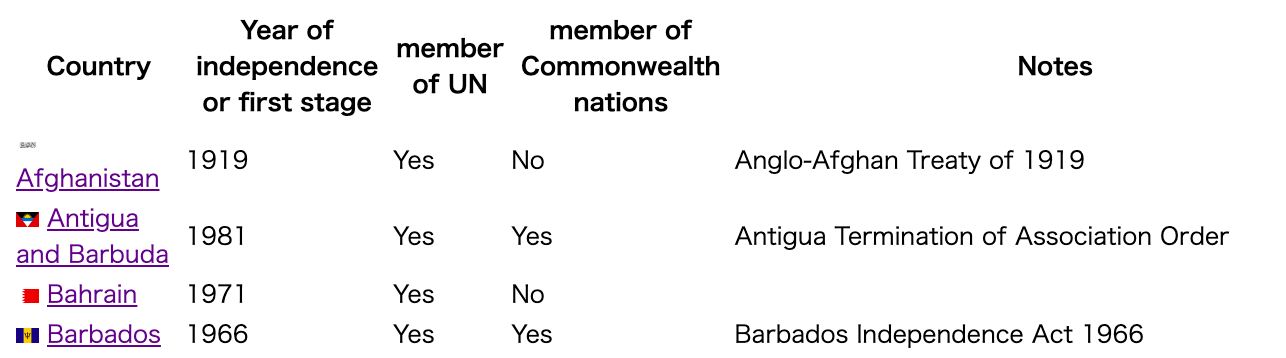 Country Year of independence or first stage member of UN member of Commonwealth nations Notes
Afghanistan 1919 Yes No Anglo-Afghan Treaty of 1919
Antigua and Barbuda 1981 Yes Yes Antigua Termination of Association Order
Bahrain 1971 Yes No
Barbados 1966 Yes Yes Barbados Independence Act 1966